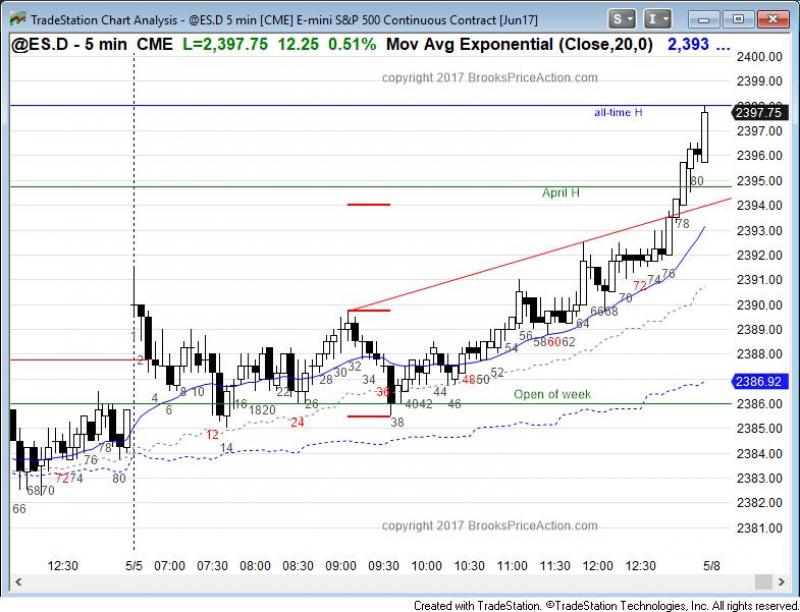 TradeStation Chart Analysis - @ES.D 5 min [CME] E-mini S&P 500 Continuous Contract [Jun17]
S I
@ES.D - 5 min CME L=2,397.75 12.25 0.51% Mov Avg Exponential (Close,20,0) 2,393 ...
2400.00
copyright 2017 BrooksPriceAction.com
2399.00
all-time H
2397.75
2397.00
2396.00
80
2395.00
April H
2394.00
78
2393.00
2392.00
72 74 76
2391.00
70
2390.00
66 68
64
2389.00
56 58 60 62
54
2388.00
2
32
30
28
52
34
48 50
2387.00
2386.92
4 8 10 22 36 44
6
Open of week
2386.00
16 18 20 26 40 42 46
24 38
2385.00
12
14
78
2384.00
76
72 74 80
2383.00
68 70
66
2382.00
copyright 2017 BrooksPriceAction.com
2381.00
12:30 5/5 07:00 07:30 08:00 08:30 09:00 09:30 10:00 10:30 11:00 11:30 12:00 12:30 5/8
Created with TradeStation. ©TradeStation Technologies, Inc. All rights reserved.